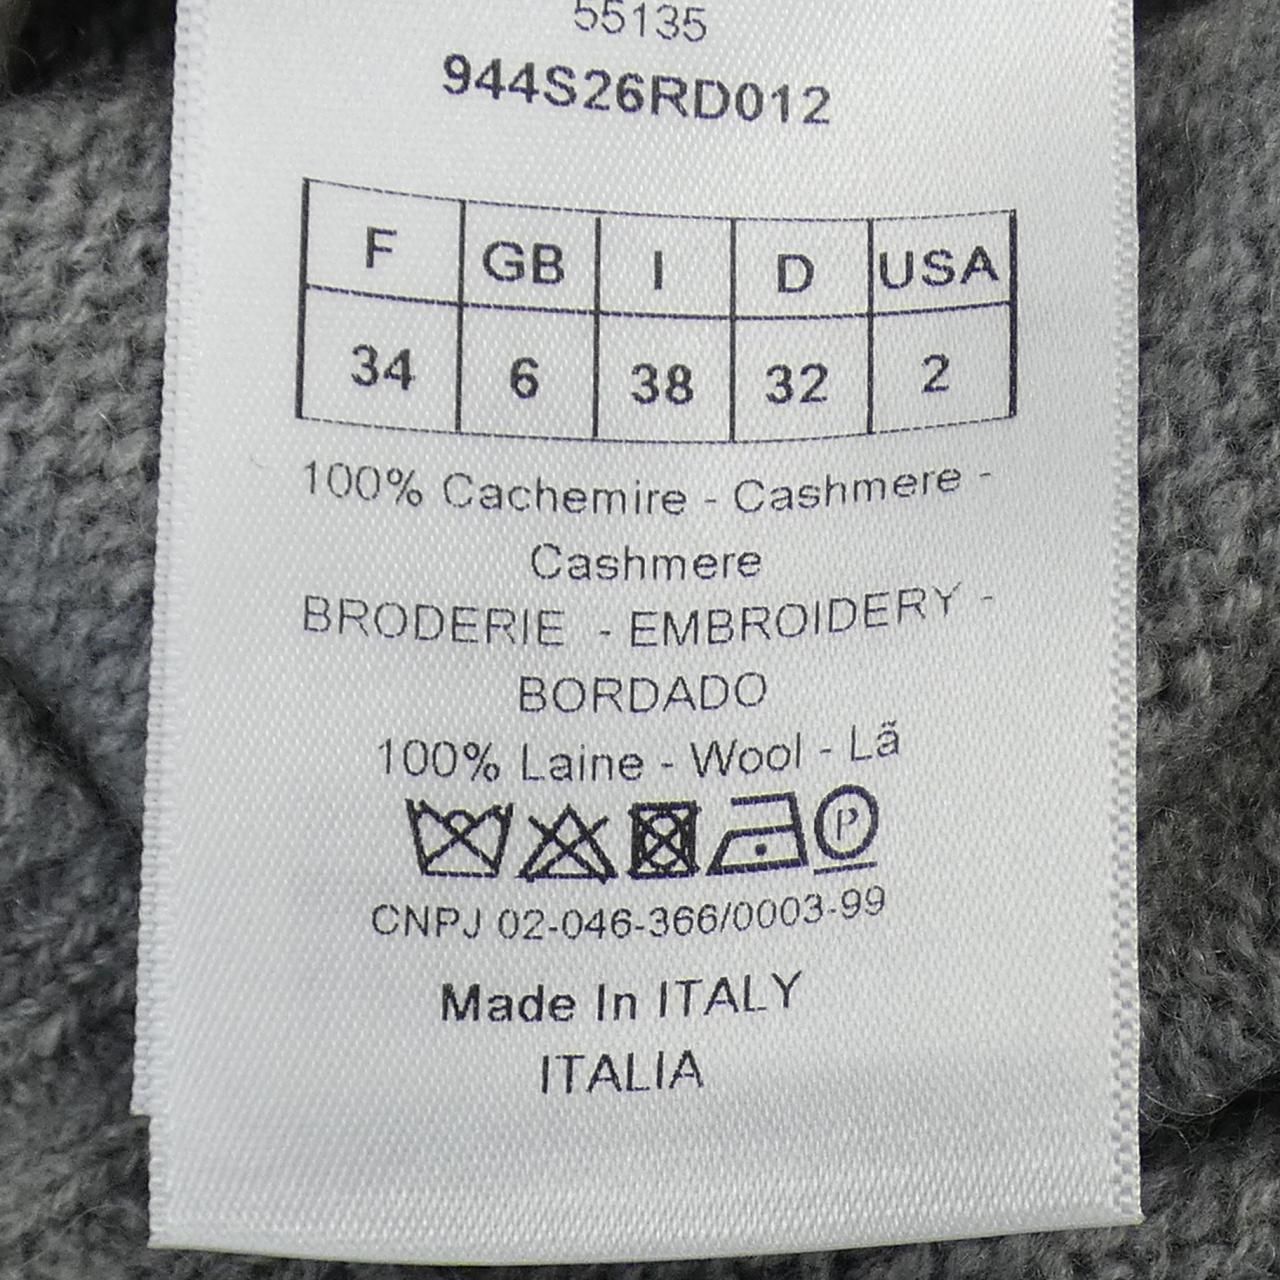 55135
944S26RD012
F GB I D USA
34 6 38 32 2
100% Cachemire - Cashmere -
Cashmere
BRODERIE - EMBROIDERY -
BORDADO
100% Laine - Wool - Lã
P
CNPJ 02-046-366/0003-99
Made In ITALY
ITALIA